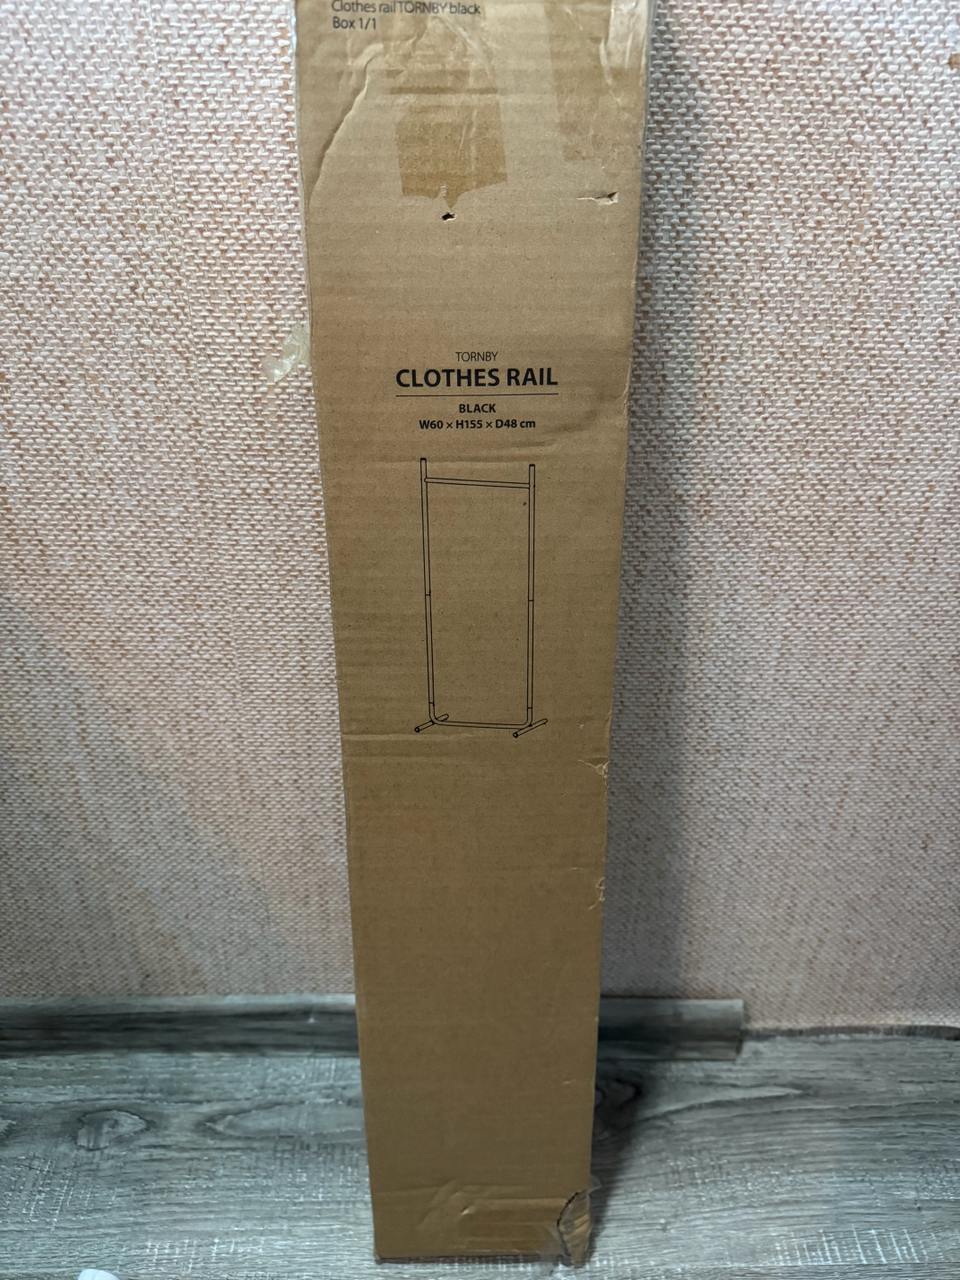 Clothes rail TORNBY black
Box 1/1
TORNBY
CLOTHES RAIL
BLACK
W60 × H155 × D48 cm